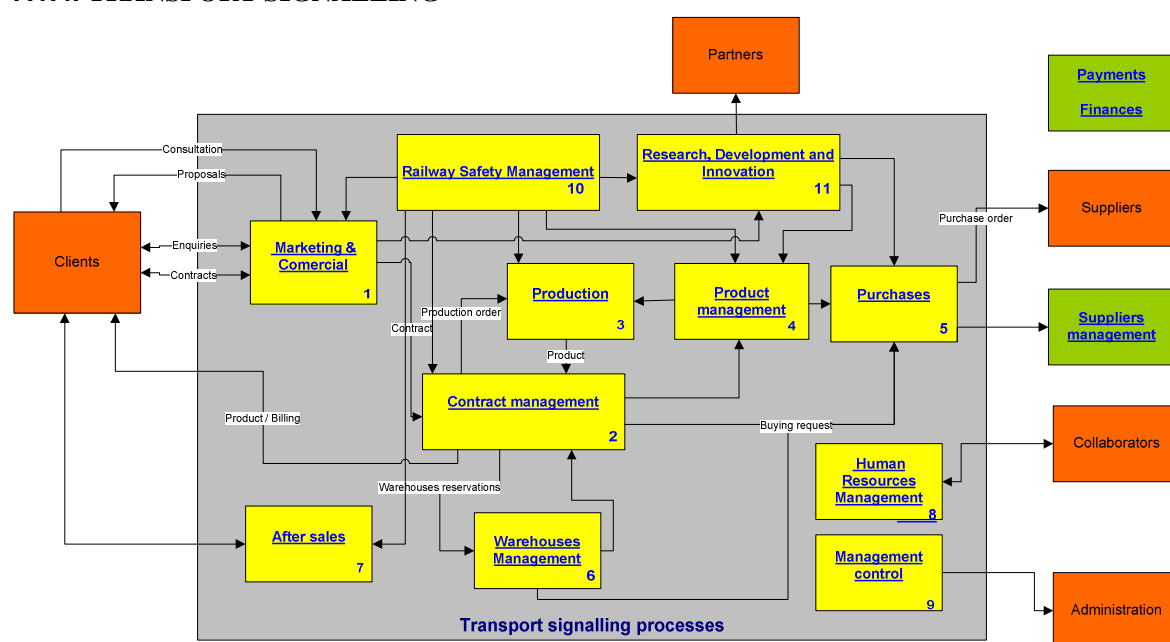 Partners
Payments
Finances
Consultation
Research, Development and
Innovation
11
Railway Safety Management
10
Proposals
Suppliers
Purchase order
Clients
Enquiries
Marketing &
Comercial
1
Contracts
Production
3
Product
management
4
Purchases
5
Production order
Contract
Suppliers
management
Product
Contract management
2
Product / Billing
Buying request
Collaborators
Human
Resources
Management
8
Warehouses reservations
After sales
7
Warehouses
Management
6
Management
control
9
Administration
Transport signalling processes